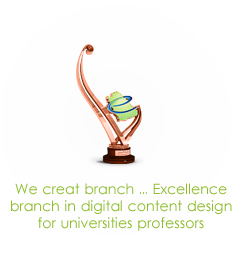 We creat branch ... Excellence
branch in digital content design
for universities professors